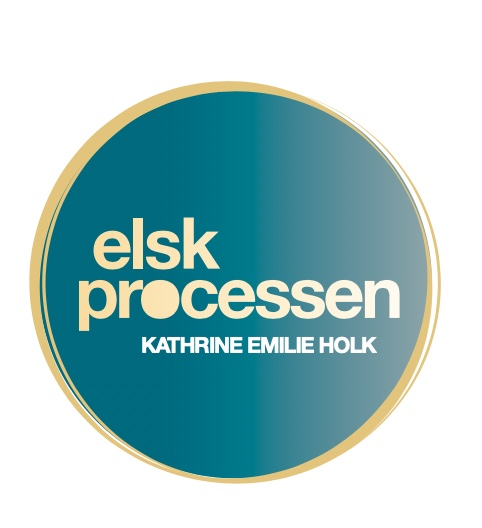 elsk
processen
KATHRINE EMILIE HOLK